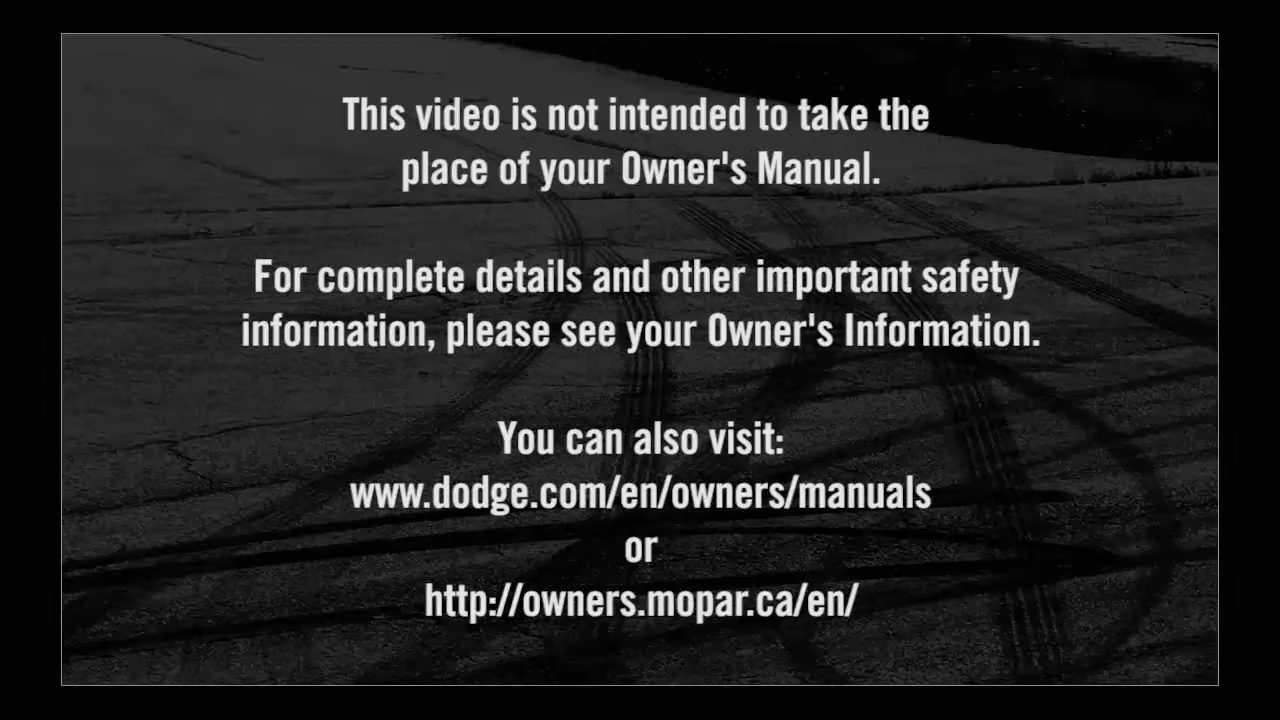 This video is not intended to take the
place of your Owner's Manual.
For complete details and other important safety
information, please see your Owner's Information.
You can also visit:
www.dodge.com/en/owners/manuals
or
http://owners.mopar.ca/en/